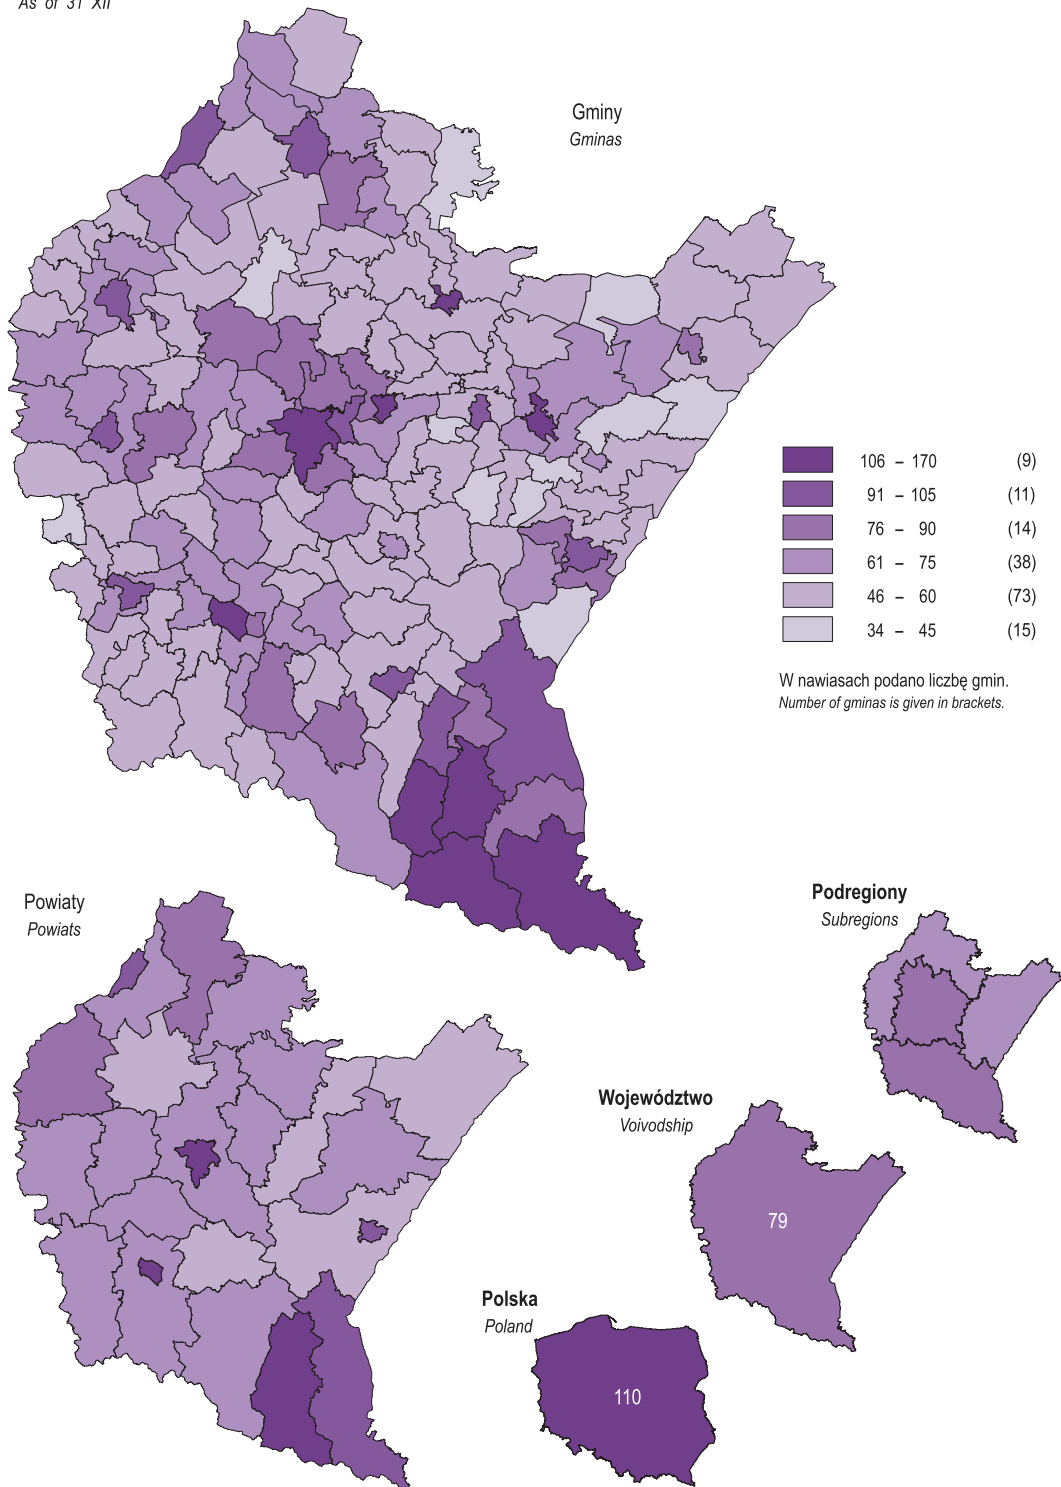 As of 31 XII
Gminy
Gminas
106 – 170 (9)
91 – 105 (11)
76 – 90 (14)
61 – 75 (38)
46 – 60 (73)
34 – 45 (15)
W nawiasach podano liczbę gmin.
Number of gminas is given in brackets.
Powiaty
Powiats
Podregiony
Subregions
Województwo
Voivodship
79
Polska
Poland
110